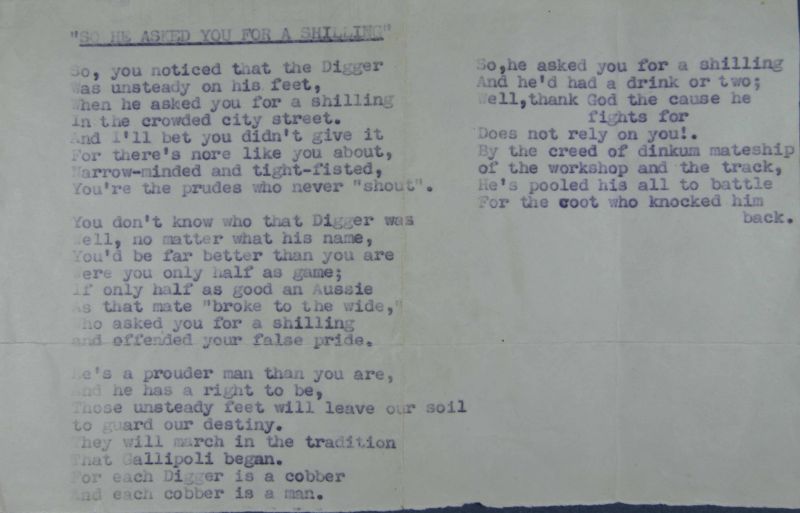 "SO HE ASKED YOU FOR A SHILLING"
So, you noticed that the Digger
Was unsteady on his feet,
When he asked you for a shilling
In the crowded city street.
And I'll bet you didn't give it
For there's nore like you about,
Narrow-minded and tight-fisted,
You're the prudes who never "shout".
You don't know who that Digger was
Well, no matter what his name,
You'd be far better than you are
Were you only half as game;
If only half as good an Aussie
As that mate "broke to the wide,"
Who asked you for a shilling
and offended your false pride.
He's a prouder man than you are,
And he has a right to be,
Those unsteady feet will leave our soil
to guard our destiny.
They will march in the tradition
That Gallipoli began.
For each Digger is a cobber
And each cobber is a man.
So,he asked you for a shilling
And he'd had a drink or two;
Well,thank God the cause he
fights for
Does not rely on you!.
By the creed of dinkum mateship
of the workshop and the track,
He's pooled his all to battle
For the coot who knocked him
back.